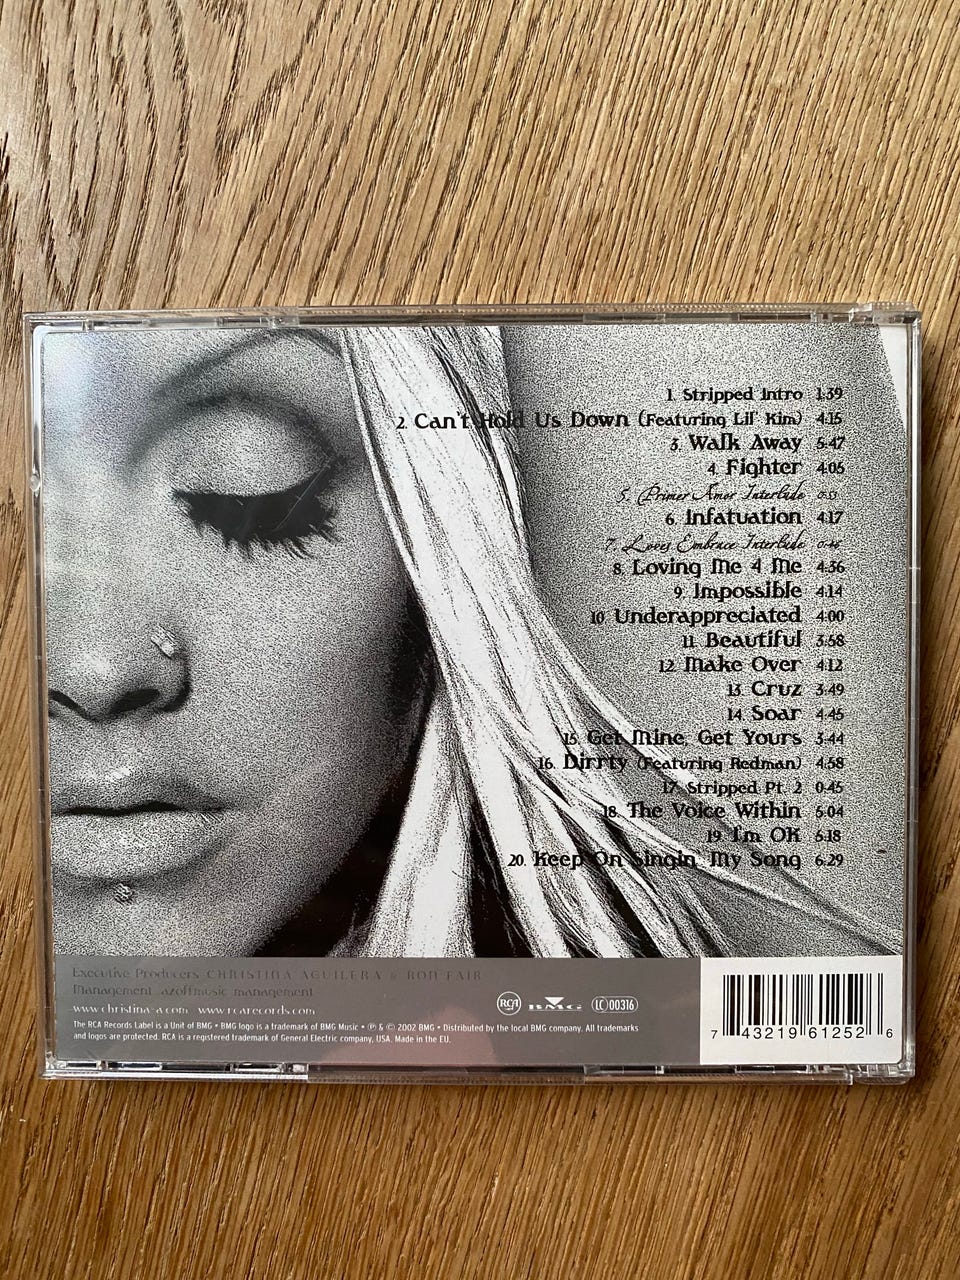 1. Stripped Intro 1:39
2. Can't Hold Us Down (Featuring Lil' Kim) 4:15
3. Walk Away 5:47
4. Fighter 4:05
5. Primer Amor Interlude 0:53
6. Infatuation 4:17
7. Loves Embrace Interlude 0:46
8. Loving Me 4 Me 4:36
9. Impossible 4:14
10. Underappreciated 4:00
11. Beautiful 3:58
12. Make Over 4:12
13. Cruz 3:49
14. Soar 4:45
15. Get Mine, Get Yours 3:44
16. Dirrty (Featuring Redman) 4:58
17. Stripped Pt. 2 0:45
18. The Voice Within 5:04
19. I'm OK 5:18
20. Keep On Singin' My Song 6:29
Executive Producers CHRISTINA AGUILERA & RON FAIR
Management azoffmusic management
www.christina-a.com www.rcarecords.com
RCA BMG LC 00316
The RCA Records Label is a Unit of BMG • BMG logo is a trademark of BMG Music • ℗ & © 2002 BMG • Distributed by the local BMG company. All trademarks
and logos are protected. RCA is a registered trademark of General Electric company, USA. Made in the EU.
7 43219 61252 6